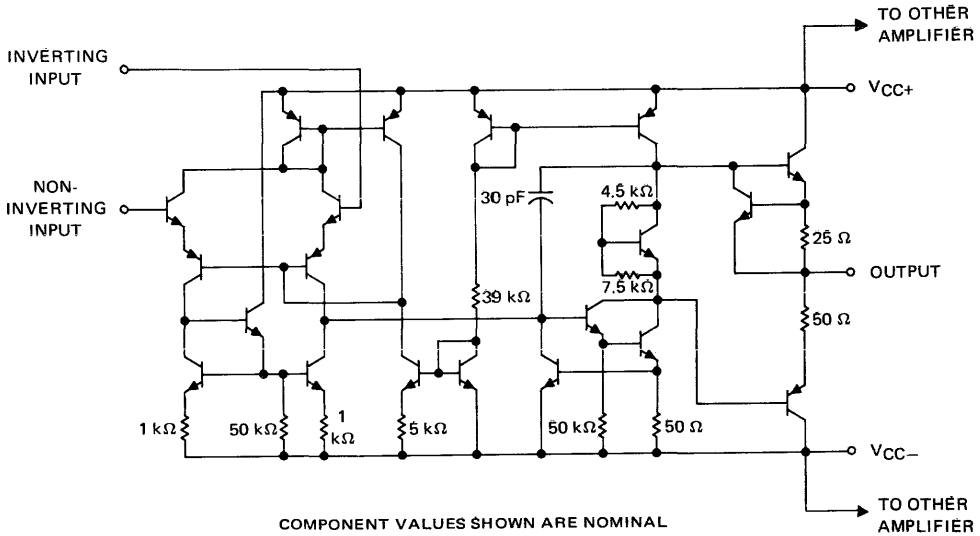 TO OTHER
AMPLIFIER
INVERTING
INPUT
VCC+
NON-
INVERTING
INPUT
30 pF
4.5 kΩ
25 Ω
7.5 kΩ
OUTPUT
39 kΩ
50 Ω
1 kΩ
50 kΩ
1
kΩ
5 kΩ
50 kΩ
50 Ω
VCC–
TO OTHER
AMPLIFIER
COMPONENT VALUES SHOWN ARE NOMINAL